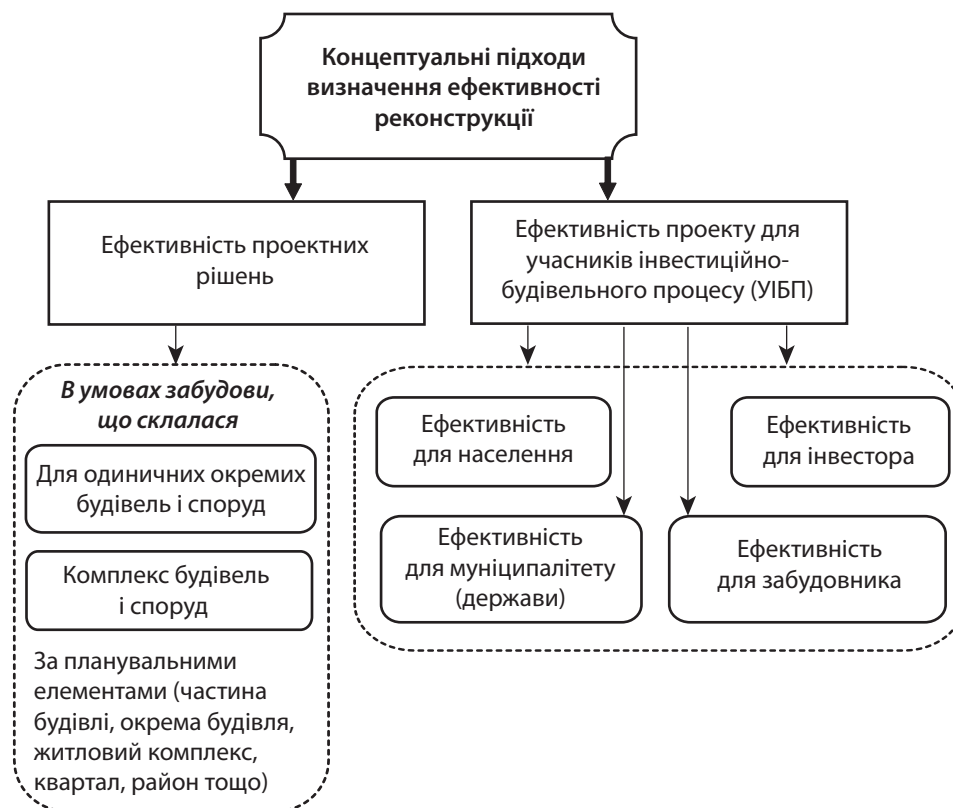 Концептуальні підходи
визначення ефективності
реконструкції
Ефективність проектних
рішень
Ефективність проекту для
учасників інвестиційно-
будівельного процесу (УІБП)
В умовах забудови,
що склалася
Для одиничних окремих
будівель і споруд
Комплекс будівель
і споруд
За планувальними
елементами (частина
будівлі, окрема будівля,
житловий комплекс,
квартал, район тощо)
Ефективність
для населення
Ефективність
для інвестора
Ефективність
для муніципалітету
(держави)
Ефективність
для забудовника